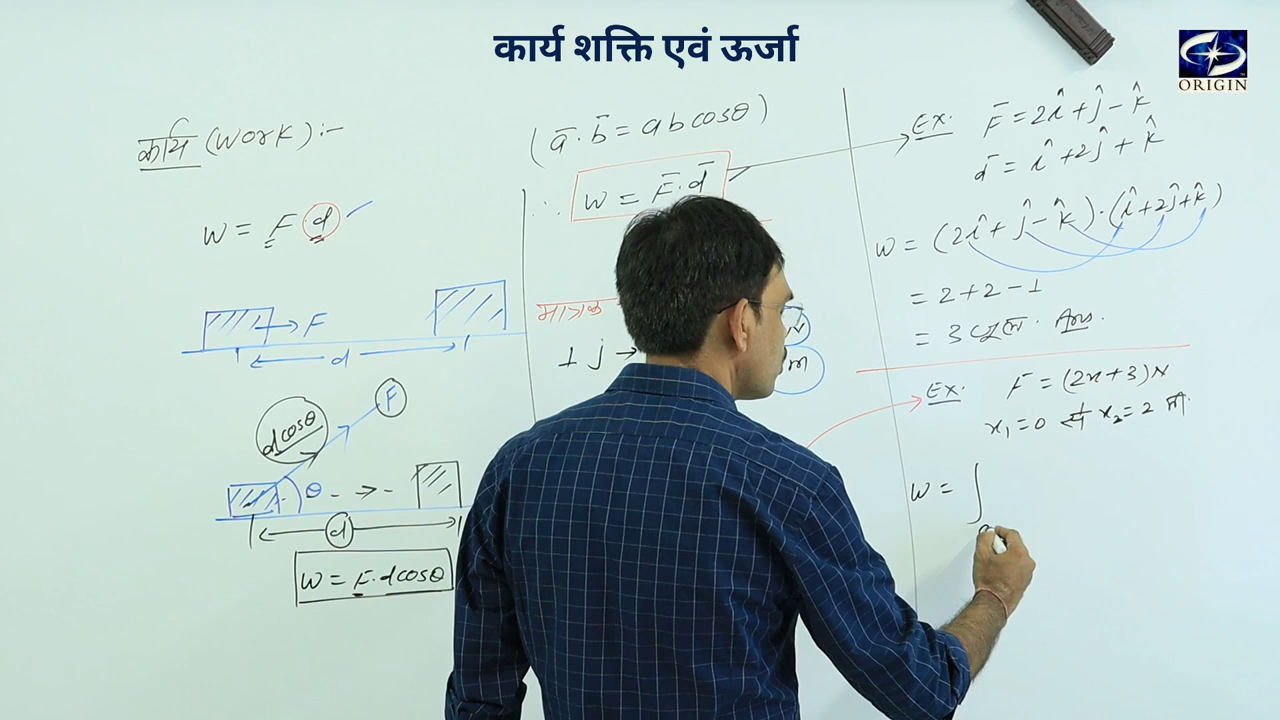 कार्य शक्ति एवं ऊर्जा
ORIGIN
कार्य (Work) :-
W = F d
F
d
dcosθ
F
θ
d
W = F.dcosθ
(a̅.b̅ = ab cosθ)
∴ W = F̅.d̅
मात्रक
1 J →
N
m
Ex. F̅ = 2î + ĵ - k̂
d̅ = î + 2ĵ + k̂
W = (2î + ĵ - k̂).(î + 2ĵ + k̂)
= 2 + 2 - 1
= 3 जूल. Ans.
Ex. F = (2x+3) N
x₁ = 0 से x₂ = 2 मी.
W = ∫